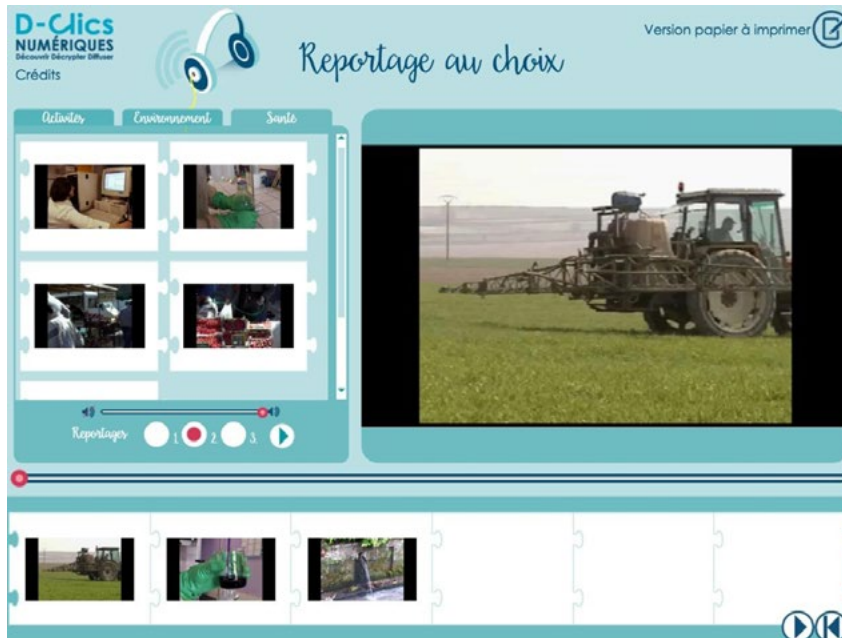 D-Clics
NUMÉRIQUES
Découvrir Décrypter Diffuser
Crédits
Reportage au choix
Version papier à imprimer
Activités
Environnement
Santé
Reportages
1.
2.
3.